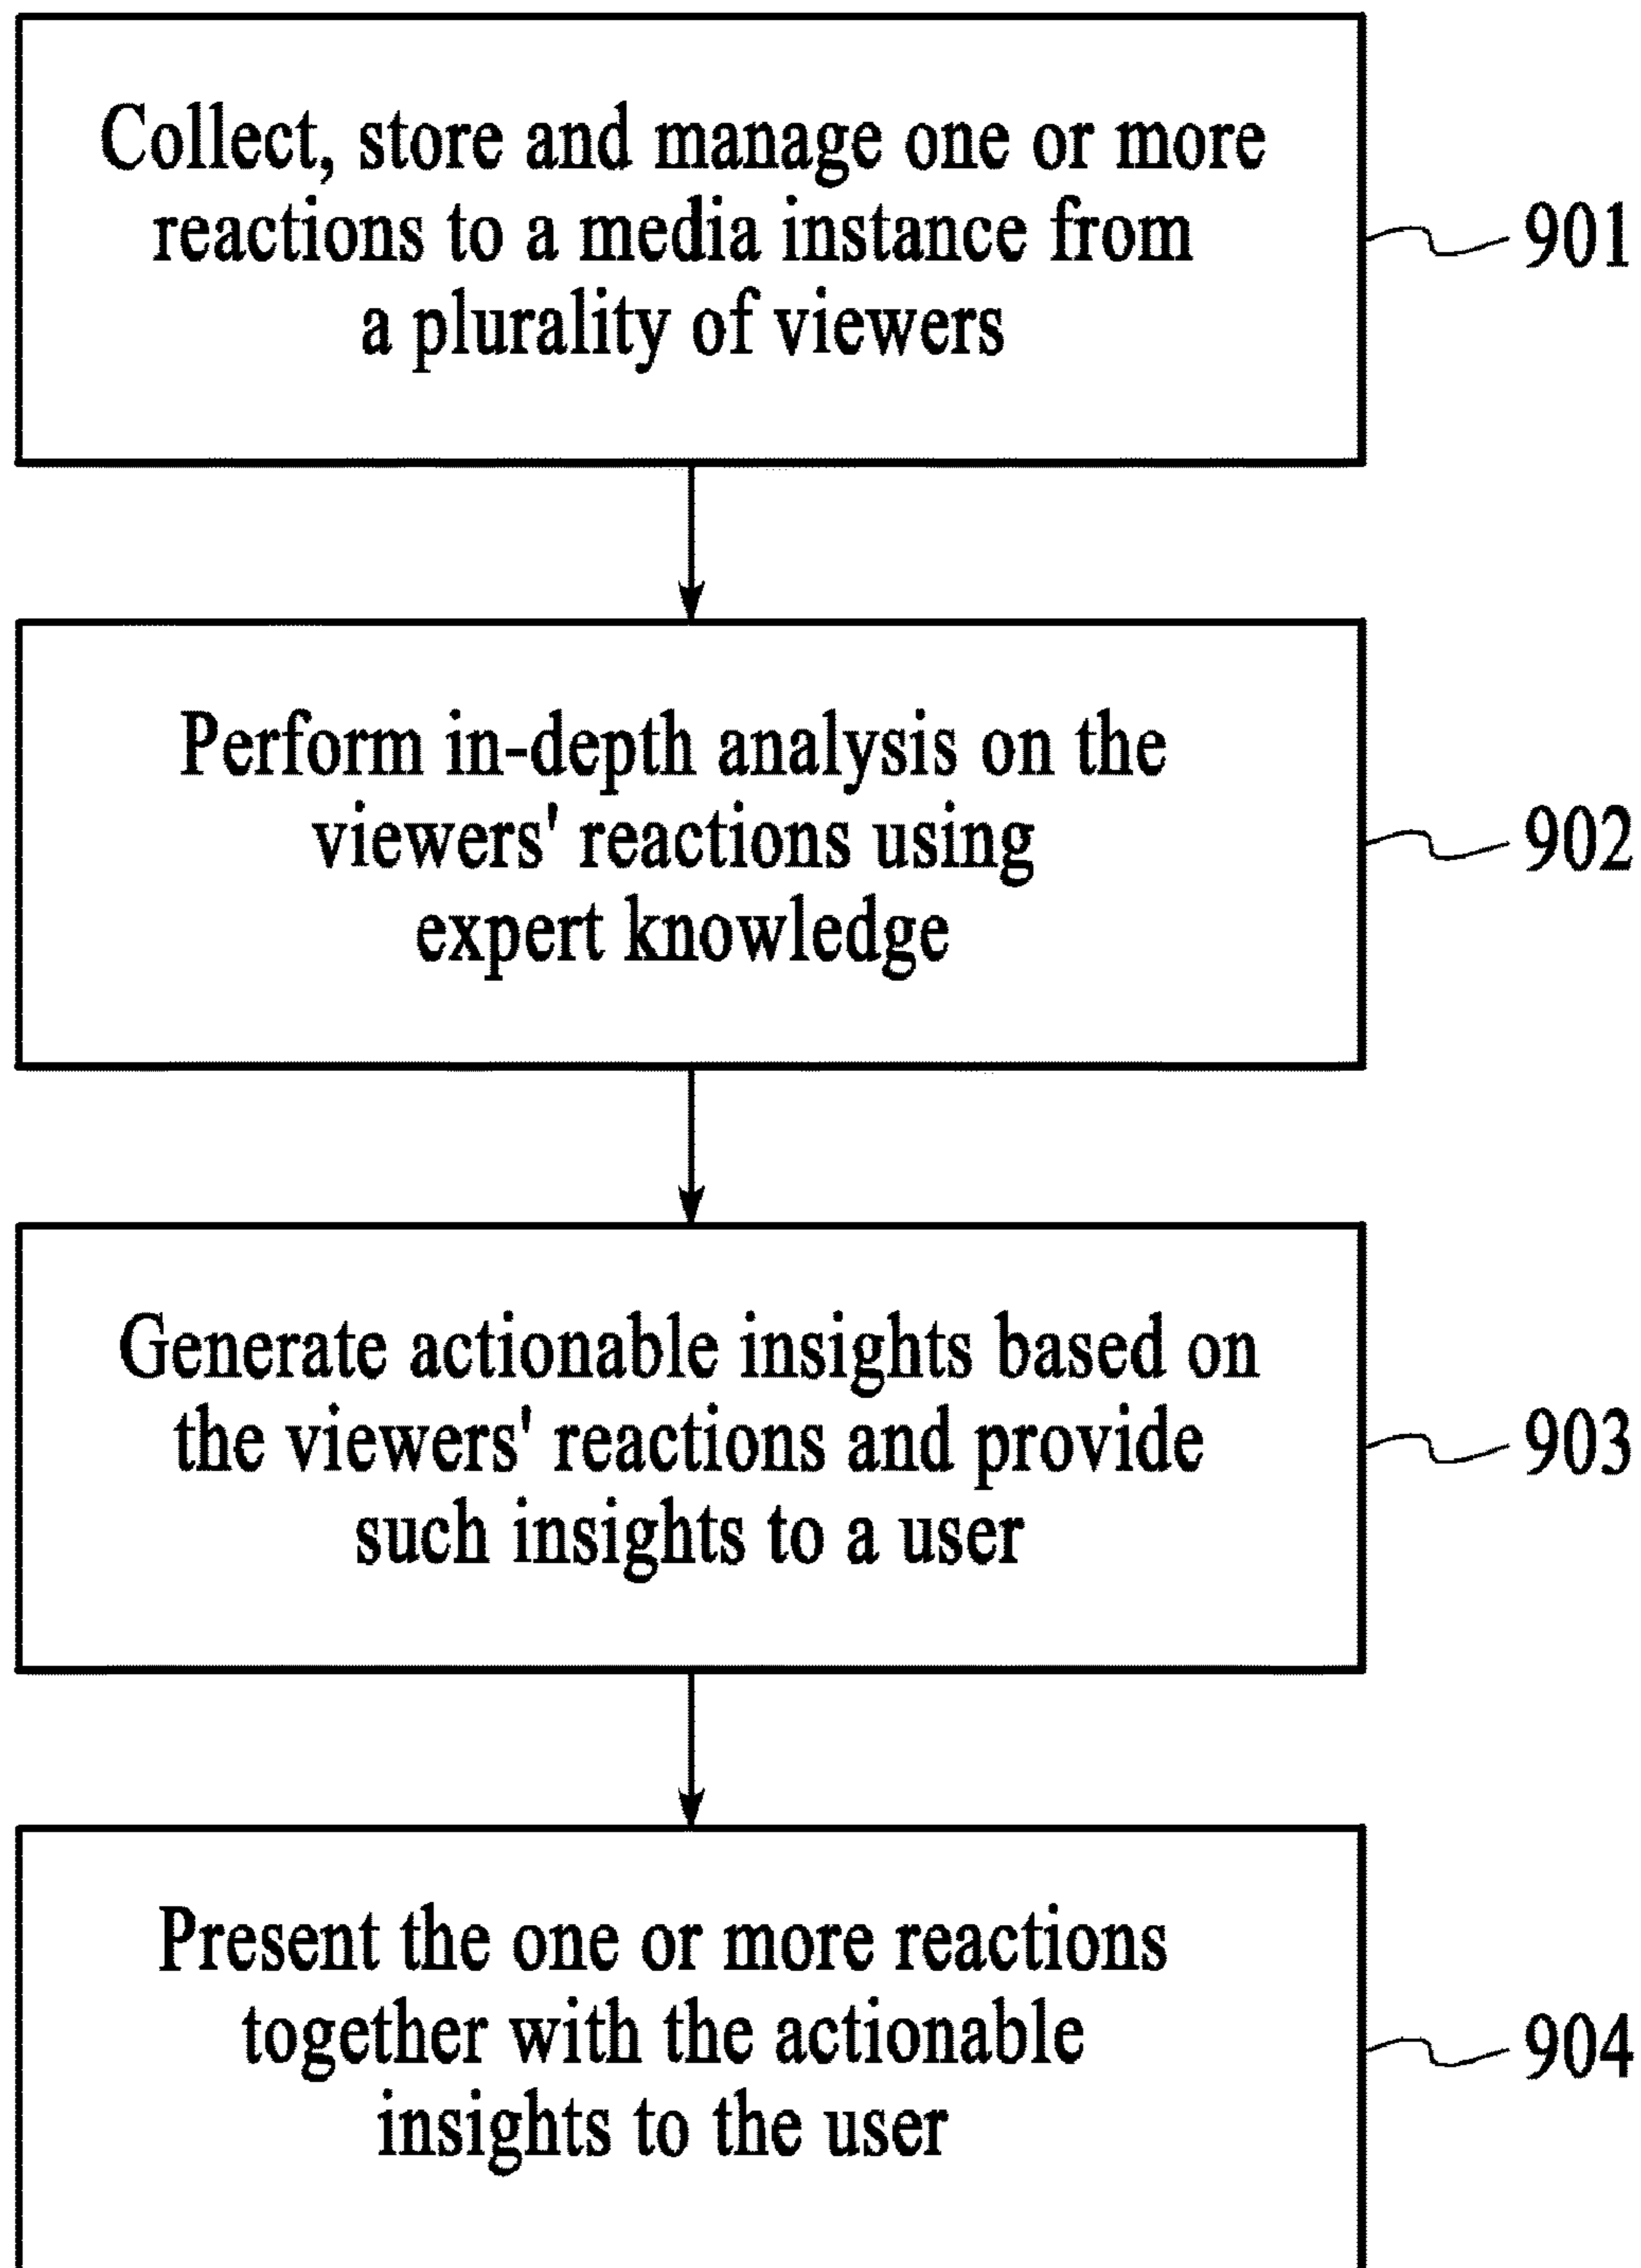 Collect, store and manage one or more
reactions to a media instance from
a plurality of viewers
901
Perform in-depth analysis on the
viewers' reactions using
expert knowledge
902
Generate actionable insights based on
the viewers' reactions and provide
such insights to a user
903
Present the one or more reactions
together with the actionable
insights to the user
904